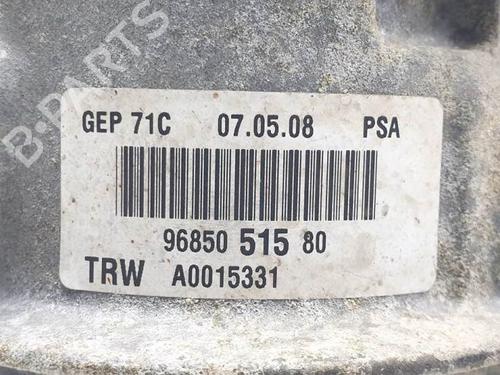 B-PARTS
GEP 71C 07.05.08 PSA
96850 515 80
TRW A0015331